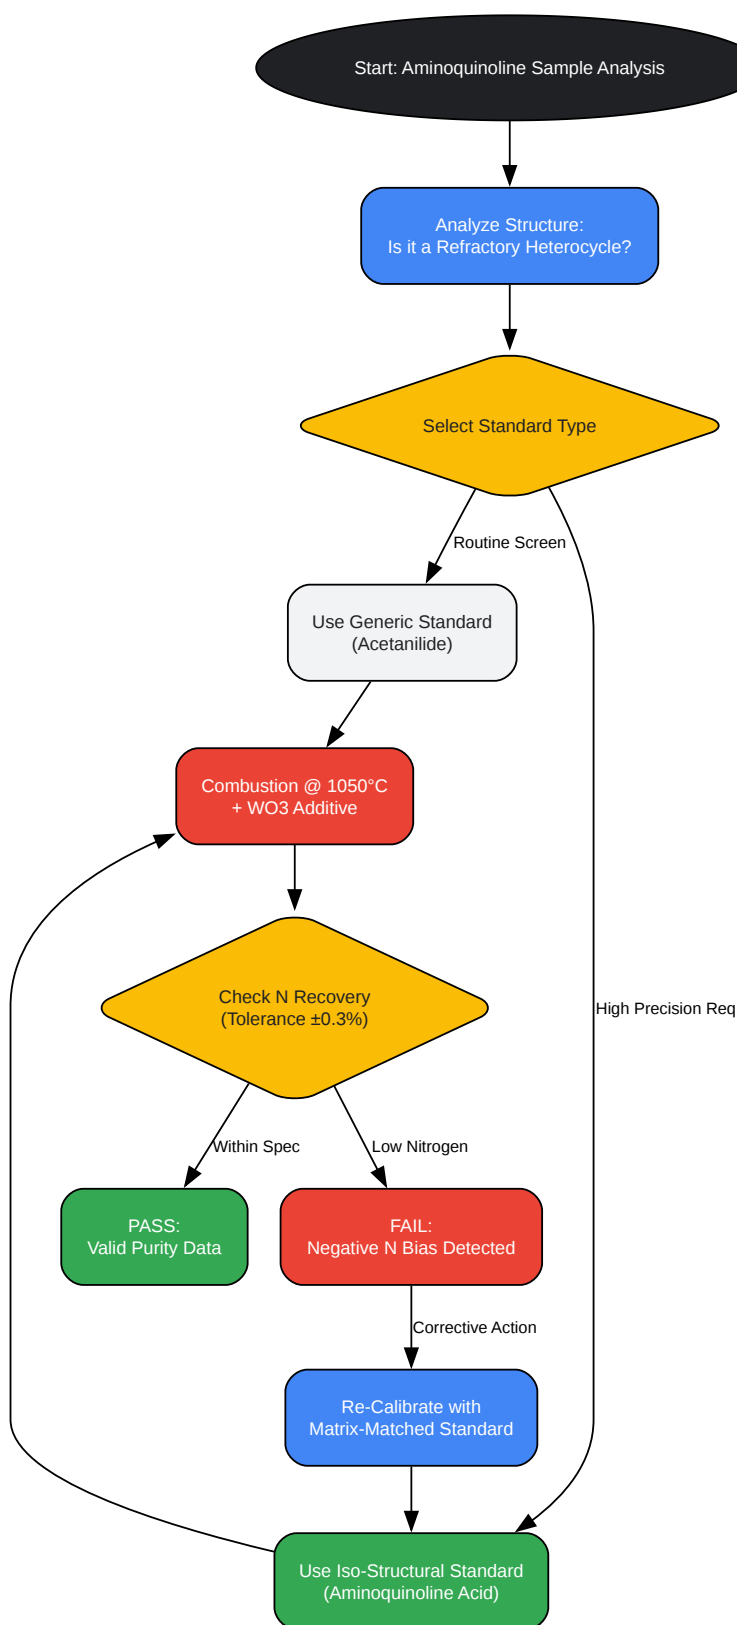 Start: Aminoquinoline Sample Analysis
Analyze Structure:
Is it a Refractory Heterocycle?
Select Standard Type
Routine Screen
Use Generic Standard
(Acetanilide)
Combustion @ 1050°C
+ WO3 Additive
Check N Recovery
(Tolerance ±0.3%)
High Precision Req
Within Spec
Low Nitrogen
PASS:
Valid Purity Data
FAIL:
Negative N Bias Detected
Corrective Action
Re-Calibrate with
Matrix-Matched Standard
Use Iso-Structural Standard
(Aminoquinoline Acid)